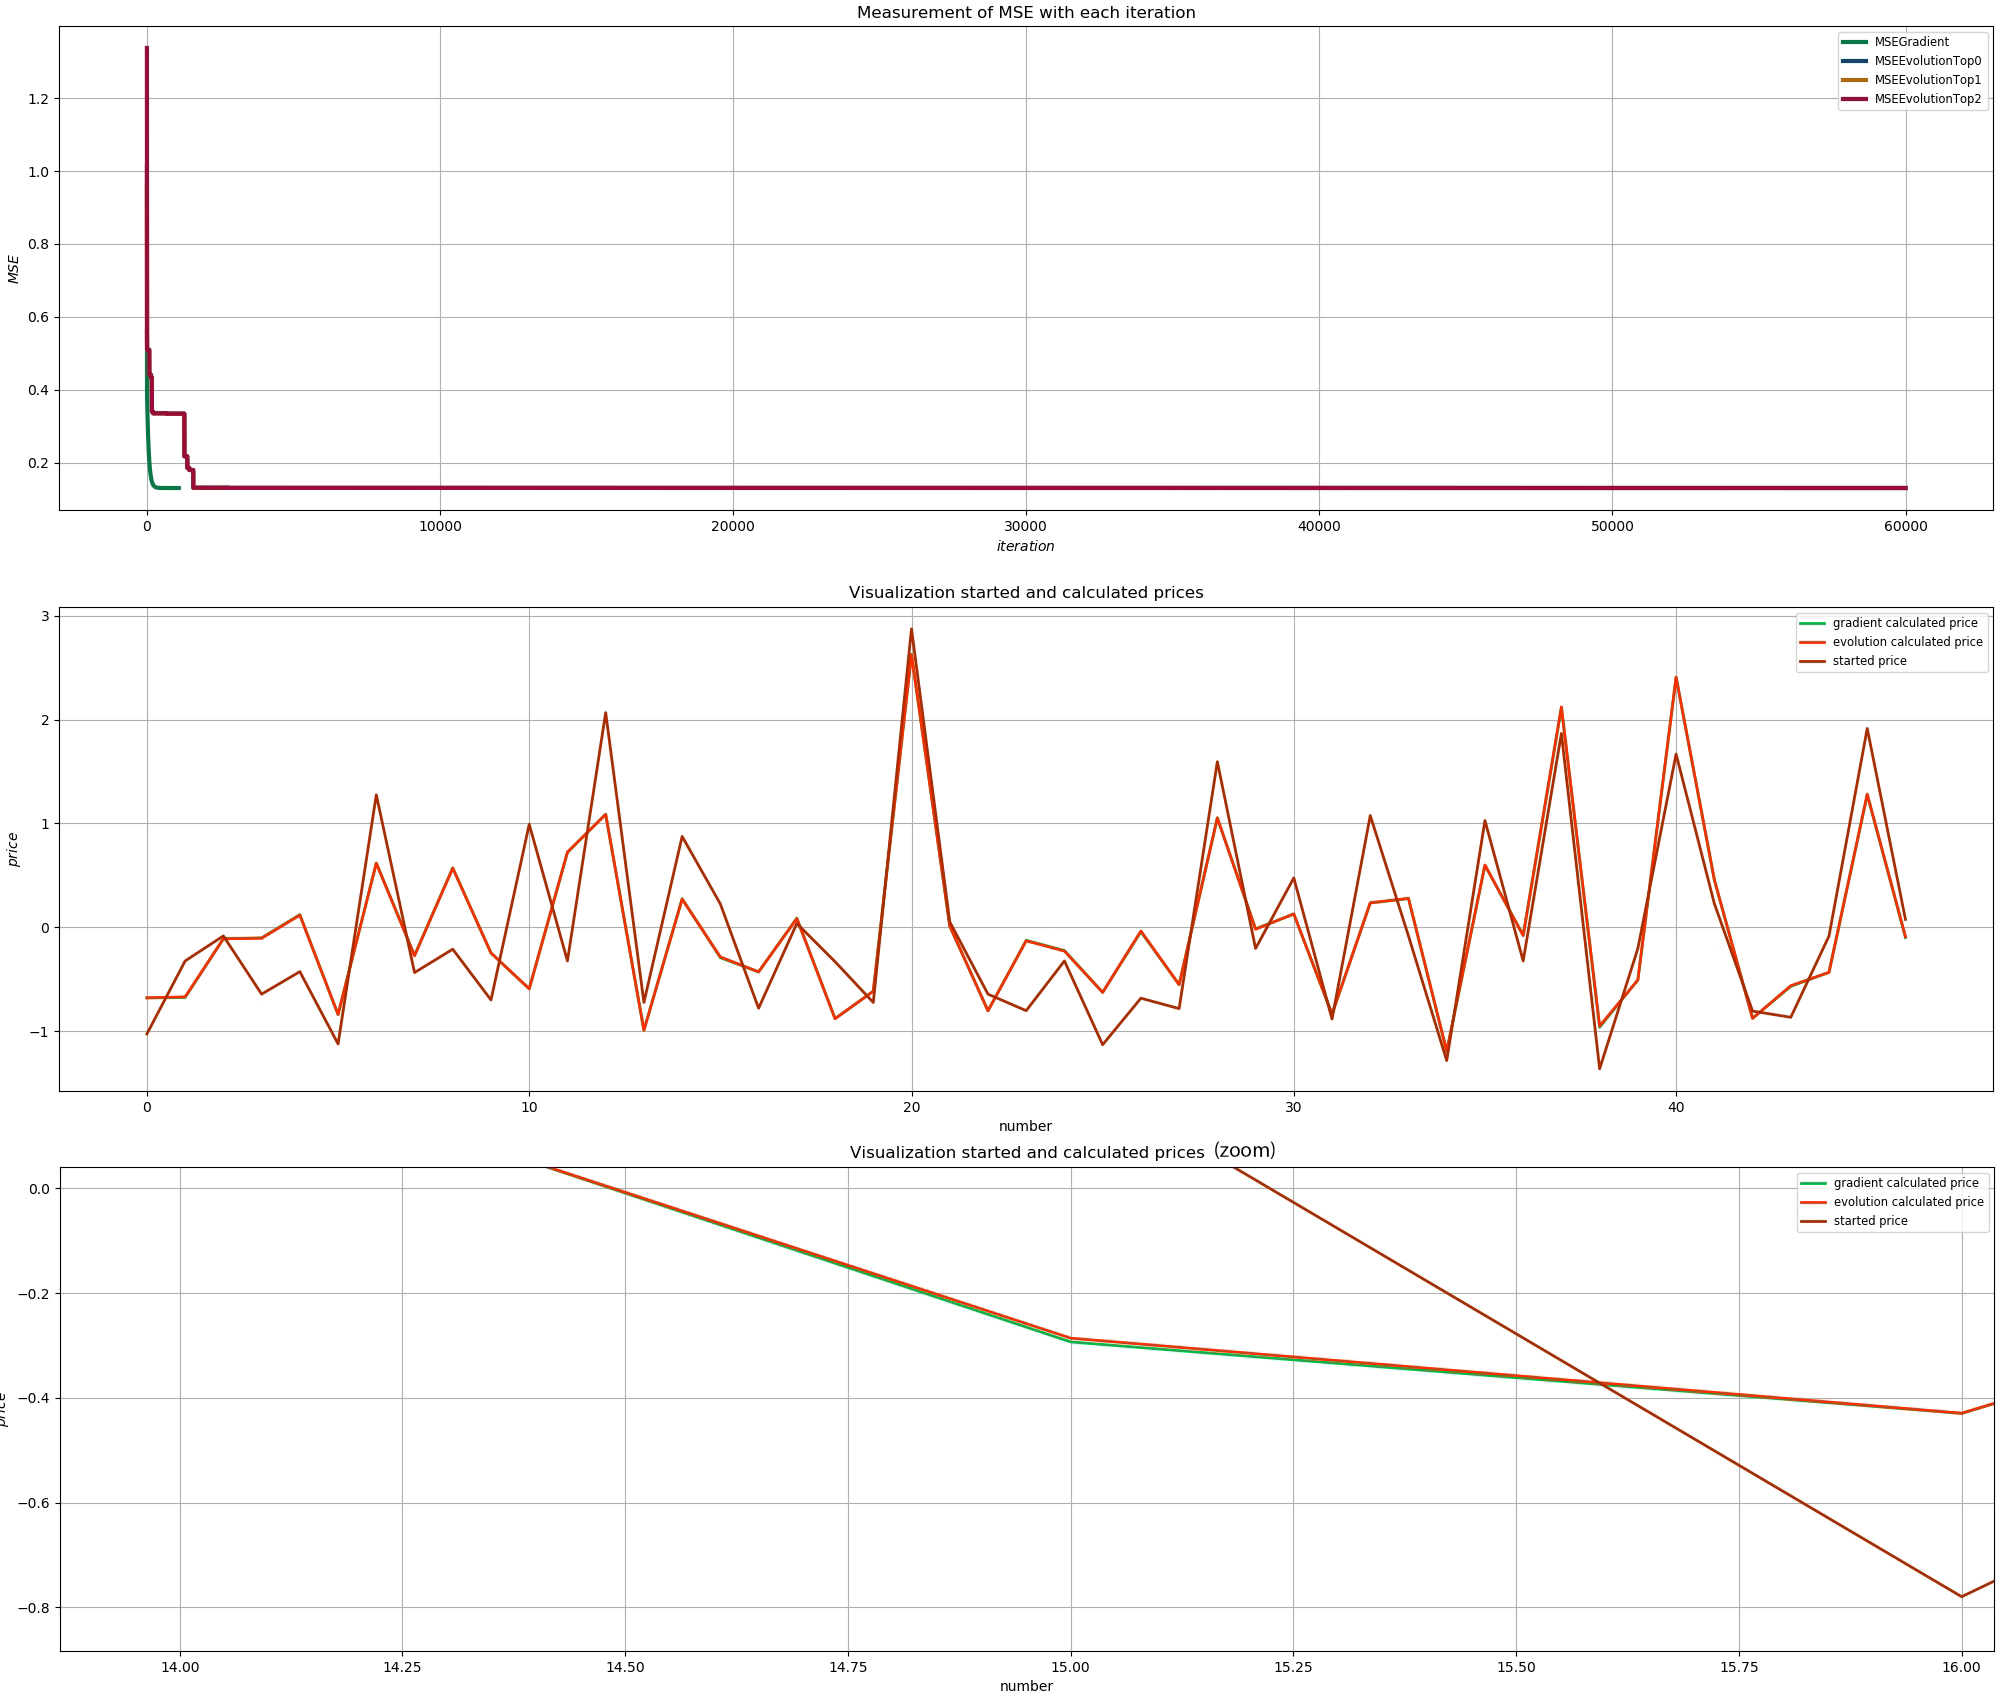 Measurement of MSE with each iteration
MSEGradient
MSEEvolutionTop0
MSEEvolutionTop1
MSEEvolutionTop2
1.2
1.0
0.8
0.6
0.4
0.2
MSE
0 10000 20000 30000 40000 50000 60000
iteration
Visualization started and calculated prices
gradient calculated price
evolution calculated price
started price
3
2
1
0
−1
price
0 10 20 30 40
number
Visualization started and calculated prices (zoom)
gradient calculated price
evolution calculated price
started price
0.0
−0.2
−0.4
−0.6
−0.8
price
14.00 14.25 14.50 14.75 15.00 15.25 15.50 15.75 16.00
number